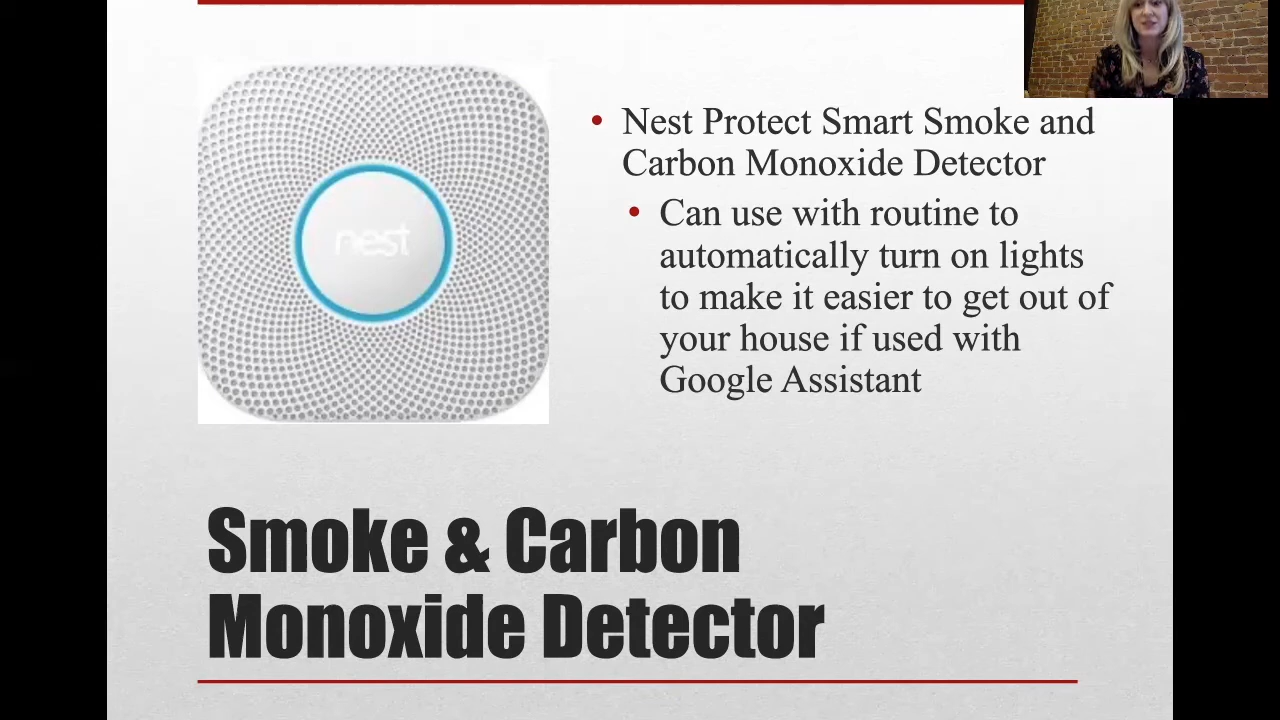 nest
• Nest Protect Smart Smoke and
Carbon Monoxide Detector
• Can use with routine to
automatically turn on lights
to make it easier to get out of
your house if used with
Google Assistant
Smoke & Carbon
Monoxide Detector